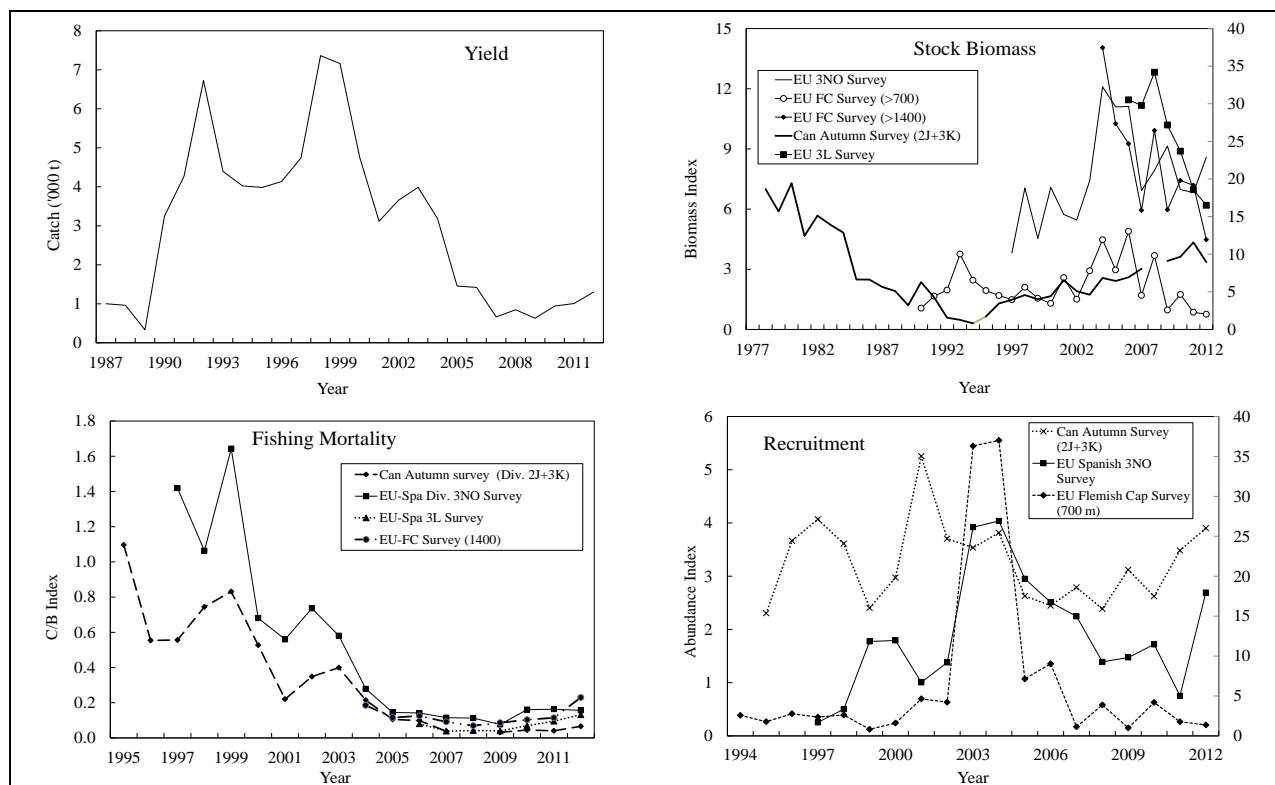 Yield
8
7
6
5
4
3
2
1
0
Catch ('000 t)
1987 1990 1993 1996 1999 2002 2005 2008 2011
Year
Stock Biomass
15
12
9
6
3
0
Biomass Index
40
35
30
25
20
15
10
5
0
EU 3NO Survey
EU FC Survey (>700)
EU FC Survey (>1400)
Can Autumn Survey (2J+3K)
EU 3L Survey
1977 1982 1987 1992 1997 2002 2007 2012
Year
Fishing Mortality
1.8
1.6
1.4
1.2
1.0
0.8
0.6
0.4
0.2
0.0
C/B Index
Can Autumn survey (Div. 2J+3K)
EU-Spa Div. 3NO Survey
EU-Spa 3L Survey
EU-FC Survey (1400)
1995 1997 1999 2001 2003 2005 2007 2009 2011
Year
Recruitment
6
5
4
3
2
1
0
Abundance Index
40
35
30
25
20
15
10
5
0
Can Autumn Survey
(2J+3K)
EU Spanish 3NO
Survey
EU Flemish Cap Survey
(700 m)
1994 1997 2000 2003 2006 2009 2012
Year